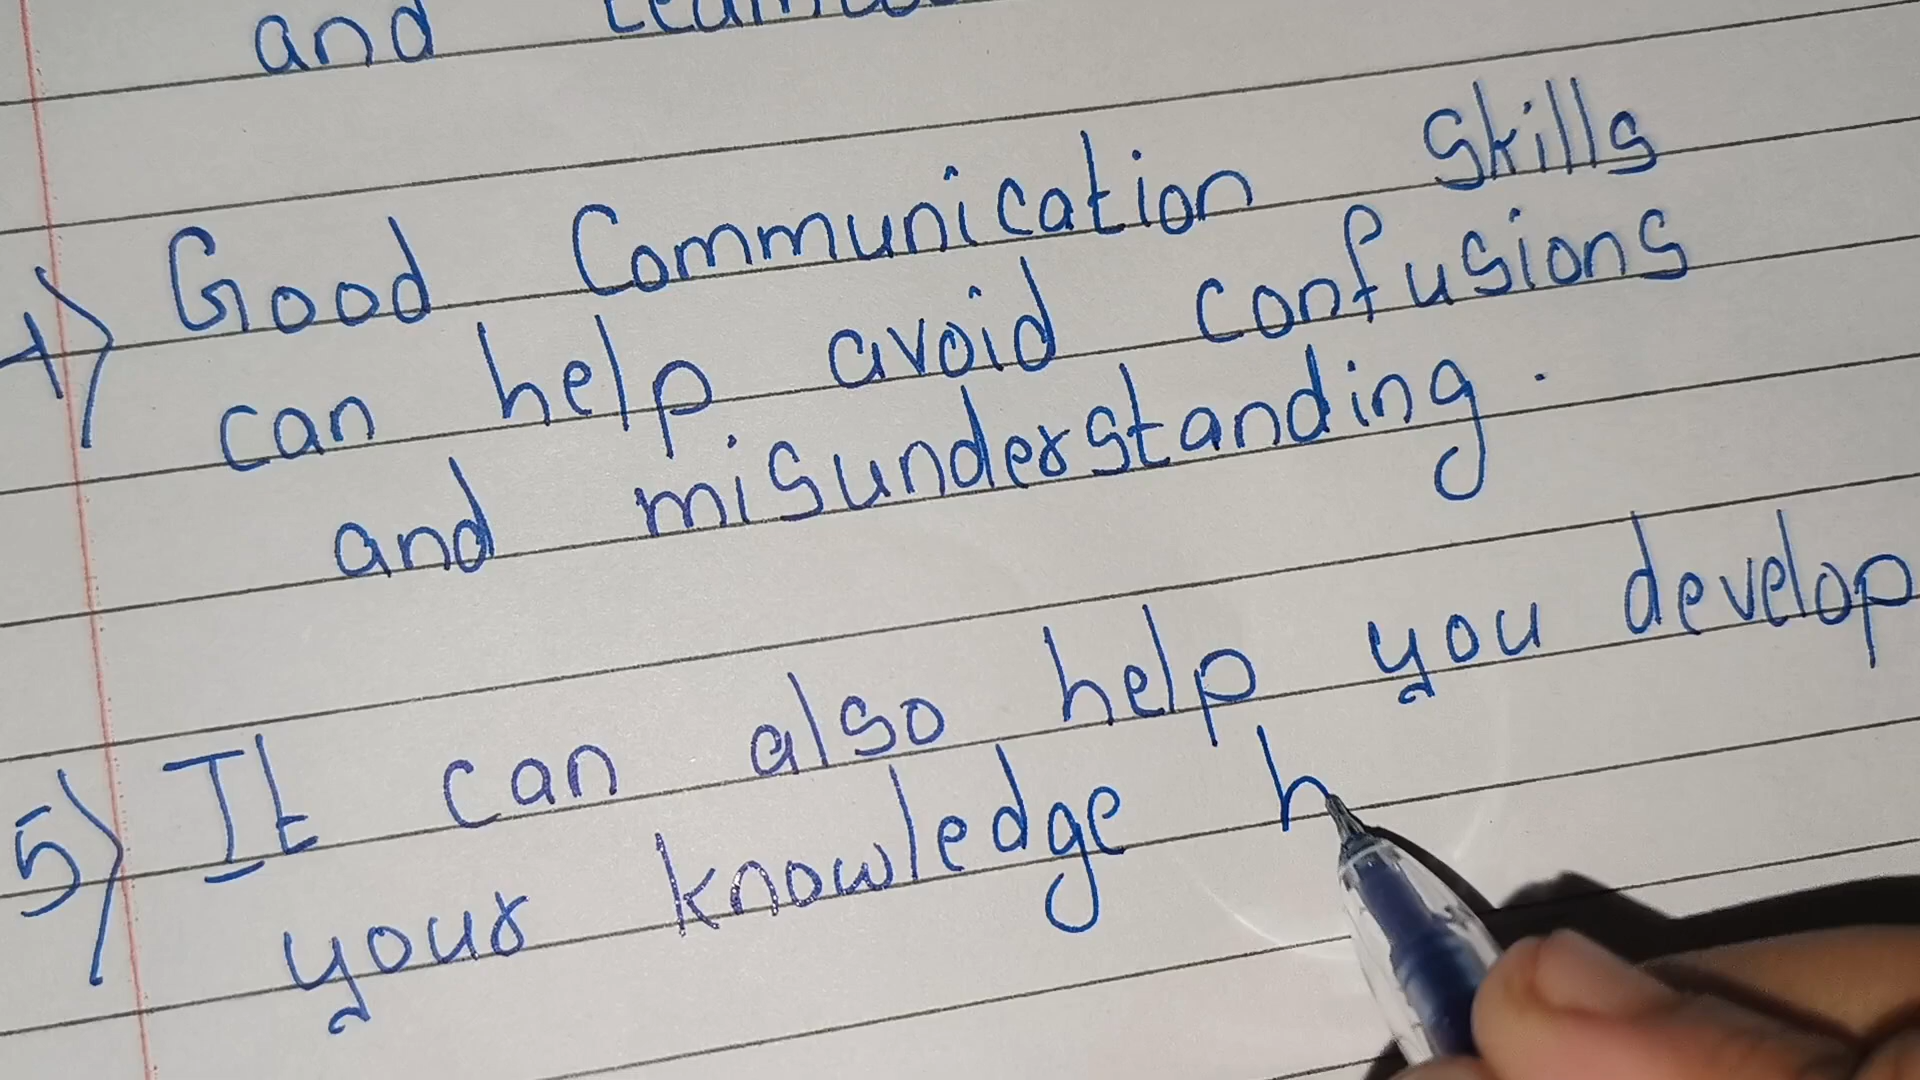 and
4) Good Communication skills
can help avoid confusions
and misunderstanding.
5) It can also help you develop
your knowledge h